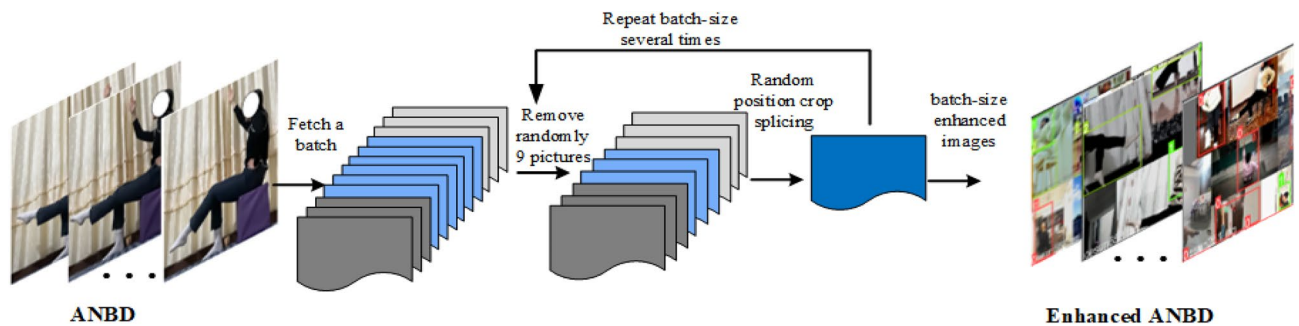 Repeat batch-size
several times
Fetch a
batch
Remove
randomly
9 pictures
Random
position crop
splicing
batch-size
enhanced
images
ANBD
Enhanced ANBD